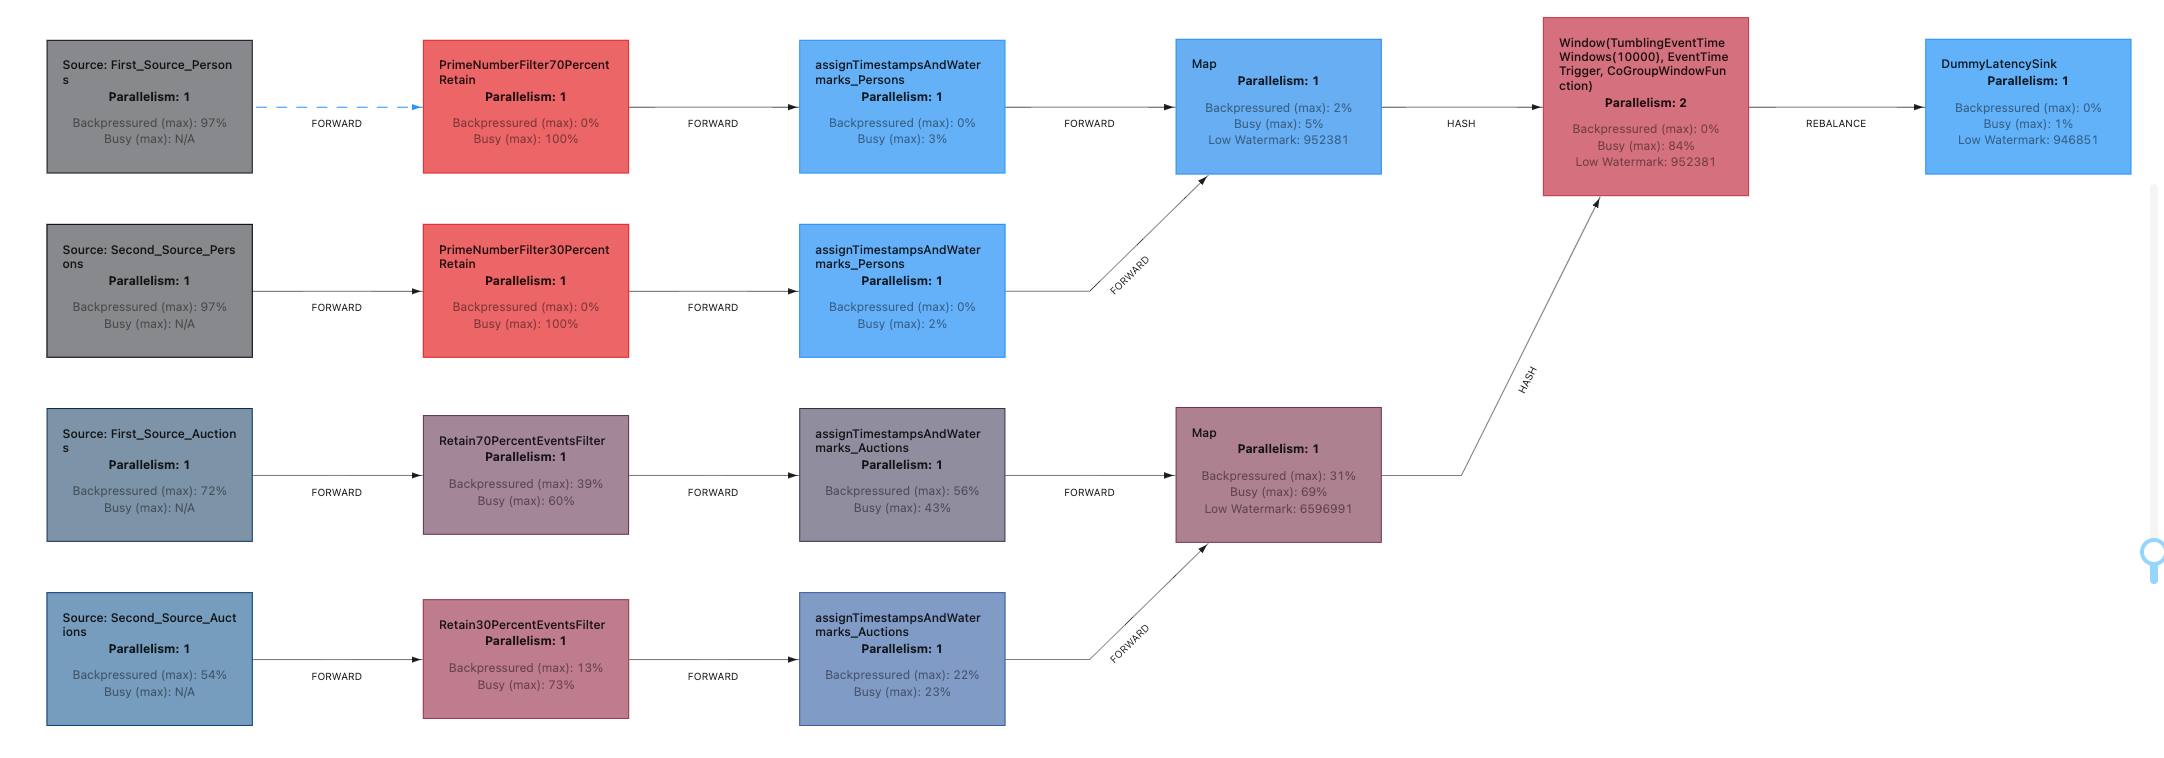 Source: First_Source_Person
s
Parallelism: 1
Backpressured (max): 97%
Busy (max): N/A
FORWARD
PrimeNumberFilter70Percent
Retain
Parallelism: 1
Backpressured (max): 0%
Busy (max): 100%
FORWARD
assignTimestampsAndWater
marks_Persons
Parallelism: 1
Backpressured (max): 0%
Busy (max): 3%
FORWARD
Map
Parallelism: 1
Backpressured (max): 2%
Busy (max): 5%
Low Watermark: 952381
HASH
Window(TumblingEventTime
Windows(10000), EventTime
Trigger, CoGroupWindowFun
ction)
Parallelism: 2
Backpressured (max): 0%
Busy (max): 84%
Low Watermark: 952381
REBALANCE
DummyLatencySink
Parallelism: 1
Backpressured (max): 0%
Busy (max): 1%
Low Watermark: 946851
Source: Second_Source_Pers
ons
Parallelism: 1
Backpressured (max): 97%
Busy (max): N/A
FORWARD
PrimeNumberFilter30Percent
Retain
Parallelism: 1
Backpressured (max): 0%
Busy (max): 100%
FORWARD
assignTimestampsAndWater
marks_Persons
Parallelism: 1
Backpressured (max): 0%
Busy (max): 2%
FORWARD
Source: First_Source_Auction
s
Parallelism: 1
Backpressured (max): 72%
Busy (max): N/A
FORWARD
Retain70PercentEventsFilter
Parallelism: 1
Backpressured (max): 39%
Busy (max): 60%
FORWARD
assignTimestampsAndWater
marks_Auctions
Parallelism: 1
Backpressured (max): 56%
Busy (max): 43%
FORWARD
Map
Parallelism: 1
Backpressured (max): 31%
Busy (max): 69%
Low Watermark: 6596991
HASH
Source: Second_Source_Auct
ions
Parallelism: 1
Backpressured (max): 54%
Busy (max): N/A
FORWARD
Retain30PercentEventsFilter
Parallelism: 1
Backpressured (max): 13%
Busy (max): 73%
FORWARD
assignTimestampsAndWater
marks_Auctions
Parallelism: 1
Backpressured (max): 22%
Busy (max): 23%
FORWARD